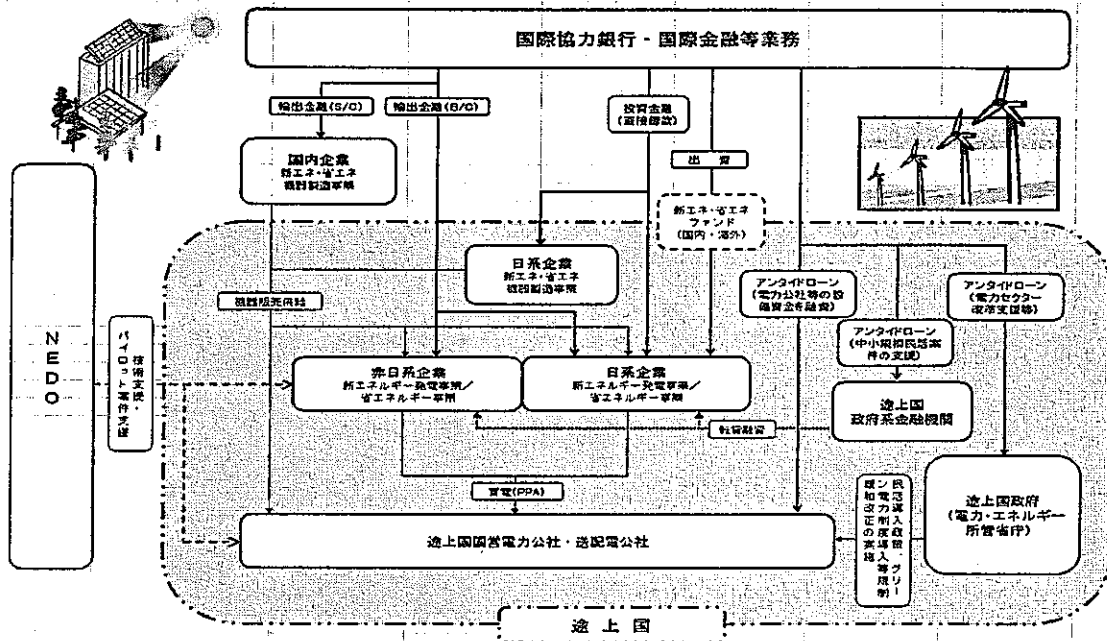 国際協力銀行・国際金融等業務
輸出金融(S/C)
輸出金融(B/C)
投資金融
(直接借款)
出 資
国内企業
新エネ・省エネ
機器製造事業
新エネ・省エネ
ファンド
(国内・海外)
日系企業
新エネ・省エネ
機器製造事業
機器販売供給
アンタイドローン
(電力公社等の設
備資金を融資)
アンタイドローン
(中小規模民活案
件の支援)
アンタイドローン
(電力セクター
改革支援等)
NEDO
技術支援・
パイロット案件支援
非日系企業
新エネルギー発電事業/
省エネルギー事業
日系企業
新エネルギー発電事業/
省エネルギー事業
転貸融資
途上国
政府系金融機関
買電(PPA)
途上国国営電力公社・送配電公社
民活導入政策・グリー
ン電力制度導入等規制
緩和改正の実施
途上国政府
(電力・エネルギー
所管省庁)
途 上 国